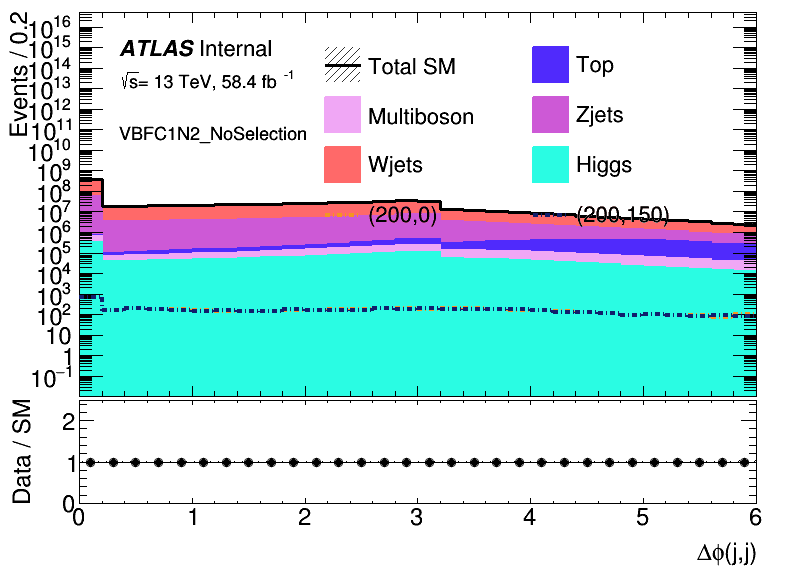 Events / 0.2
10¹⁶
10¹⁵
10¹⁴
10¹³
10¹²
10¹¹
10¹⁰
10⁹
10⁸
10⁷
10⁶
10⁵
10⁴
10³
10²
10
1
10⁻¹
ATLAS Internal
√s= 13 TeV, 58.4 fb ⁻¹
VBFC1N2_NoSelection
Total SM
Top
Multiboson
Zjets
Wjets
Higgs
(200,0)
(200,150)
Data / SM
2
1
0
0 1 2 3 4 5 6
Δϕ(j,j)